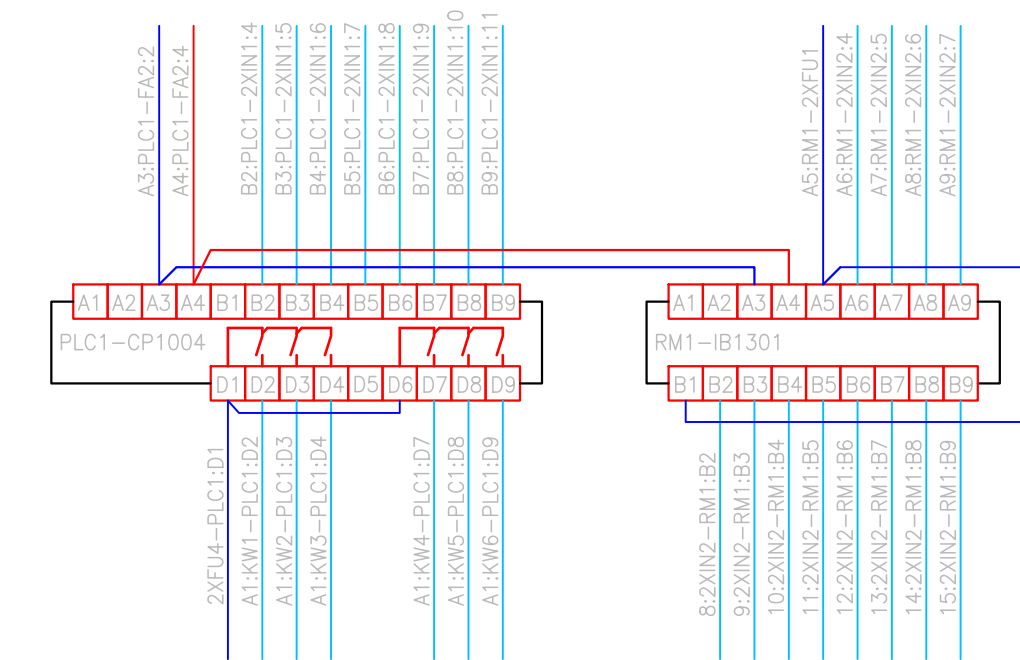 A3:PLC1-FA2:2
A4:PLC1-FA2:4
B2:PLC1-2XIN1:4
B3:PLC1-2XIN1:5
B4:PLC1-2XIN1:6
B5:PLC1-2XIN1:7
B6:PLC1-2XIN1:8
B7:PLC1-2XIN1:9
B8:PLC1-2XIN1:10
B9:PLC1-2XIN1:11
A5:RM1-2XFU1
A6:RM1-2XIN2:4
A7:RM1-2XIN2:5
A8:RM1-2XIN2:6
A9:RM1-2XIN2:7
A1 A2 A3 A4 B1 B2 B3 B4 B5 B6 B7 B8 B9
A1 A2 A3 A4 A5 A6 A7 A8 A9
PLC1-CP1004
RM1-IB1301
D1 D2 D3 D4 D5 D6 D7 D8 D9
B1 B2 B3 B4 B5 B6 B7 B8 B9
2XFU4-PLC1:D1
A1:KW1-PLC1:D2
A1:KW2-PLC1:D3
A1:KW3-PLC1:D4
A1:KW4-PLC1:D7
A1:KW5-PLC1:D8
A1:KW6-PLC1:D9
8:2XIN2-RM1:B2
9:2XIN2-RM1:B3
10:2XIN2-RM1:B4
11:2XIN2-RM1:B5
12:2XIN2-RM1:B6
13:2XIN2-RM1:B7
14:2XIN2-RM1:B8
15:2XIN2-RM1:B9